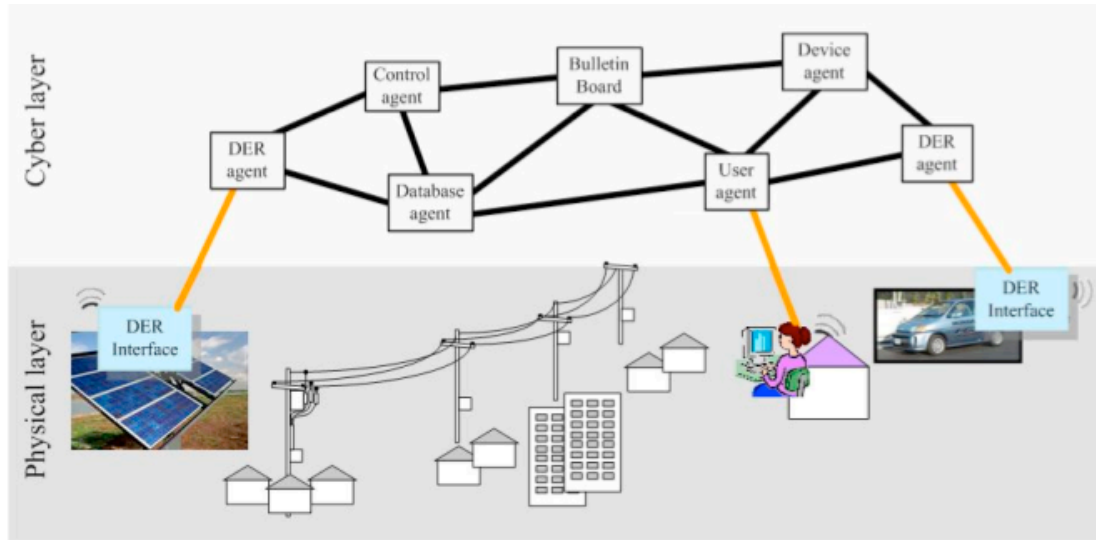 Cyber layer
Control
agent
Bulletin
Board
Device
agent
DER
agent
Database
agent
User
agent
DER
agent
Physical layer
DER
Interface
DER
Interface